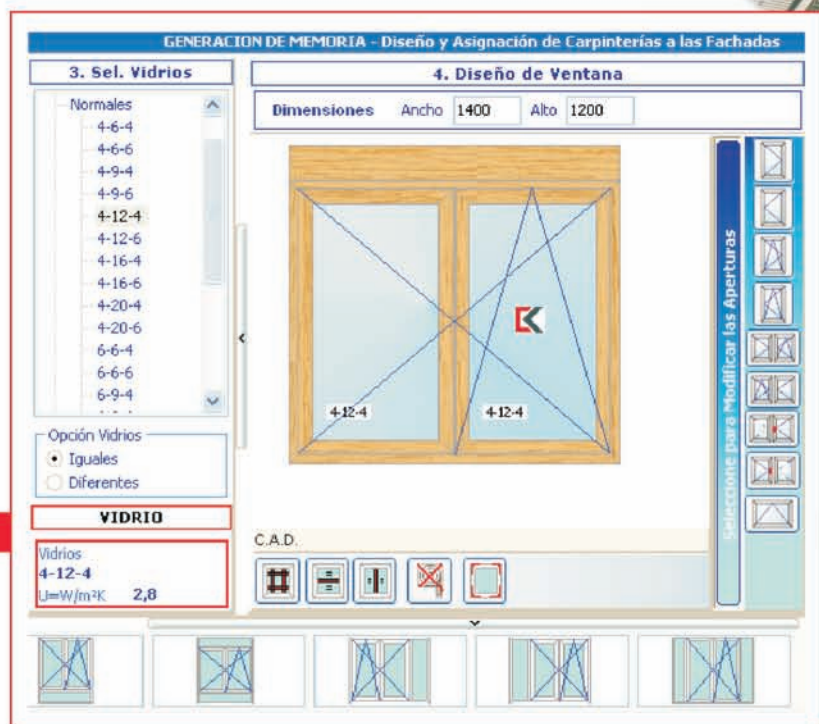 GENERACION DE MEMORIA - Diseño y Asignación de Carpinterías a las Fachadas
3. Sel. Vidrios
Normales
4-6-4
4-6-6
4-9-4
4-9-6
4-12-4
4-12-6
4-16-4
4-16-6
4-20-4
4-20-6
6-6-4
6-6-6
6-9-4
Opción Vidrios
Iguales
Diferentes
VIDRIO
Vidrios
4-12-4
U=W/m²K 2,8
4. Diseño de Ventana
Dimensiones Ancho 1400 Alto 1200
4-12-4 4-12-4
Seleccione para Modificar las Aperturas
C.A.D.